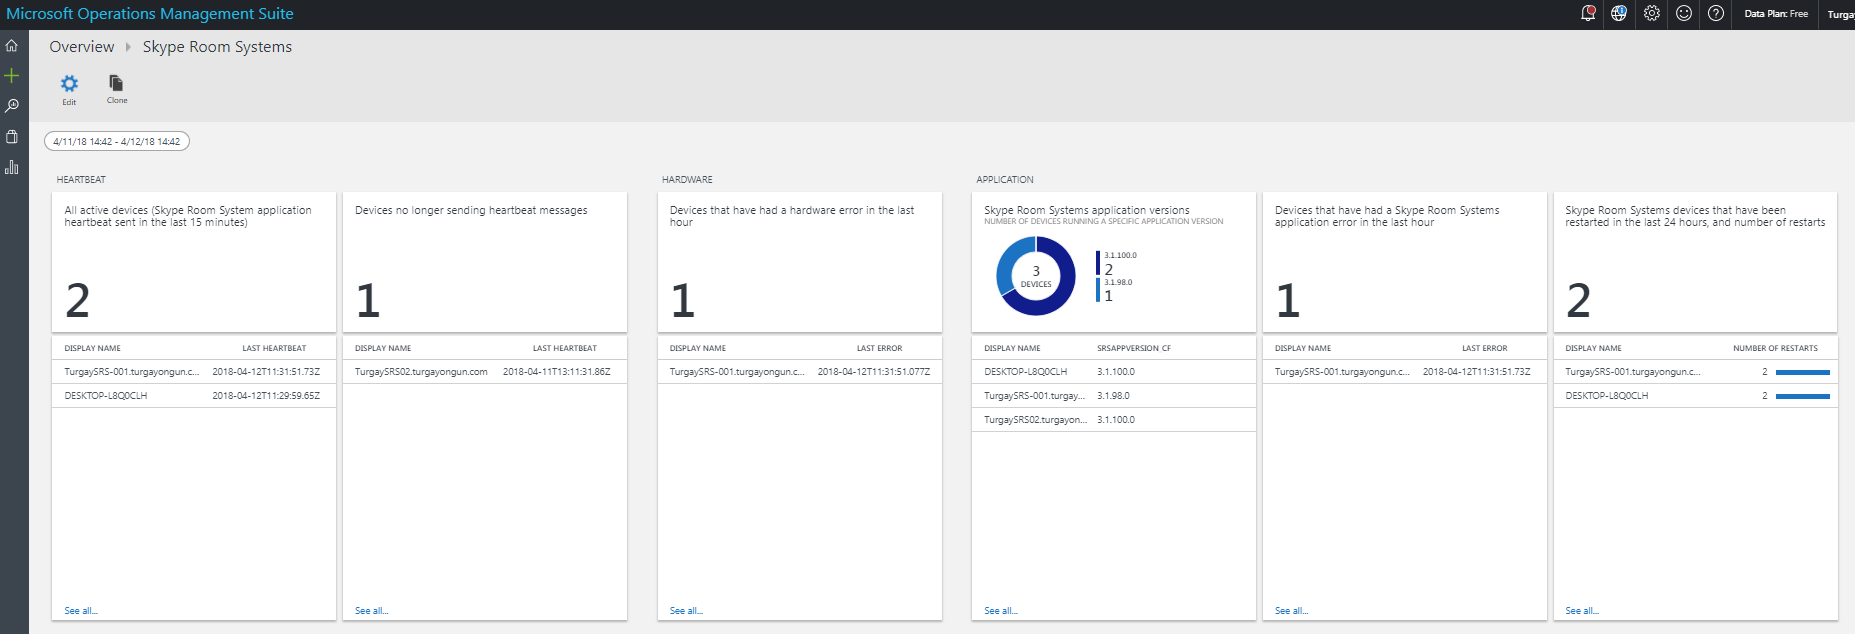 Microsoft Operations Management Suite
Data Plan: Free
Turga
Overview
Skype Room Systems
Edit
Clone
4/11/18 14:42 - 4/12/18 14:42
HEARTBEAT
All active devices (Skype Room System application
heartbeat sent in the last 15 minutes)
2
DISPLAY NAME LAST HEARTBEAT
TurgaySRS-001.turgayongun.c... 2018-04-12T11:31:51.73Z
DESKTOP-L8Q0CLH 2018-04-12T11:29:59.65Z
See all...
Devices no longer sending heartbeat messages
1
DISPLAY NAME LAST HEARTBEAT
TurgaySRS02.turgayongun.com 2018-04-11T13:11:31.86Z
See all...
HARDWARE
Devices that have had a hardware error in the last
hour
1
DISPLAY NAME LAST ERROR
TurgaySRS-001.turgayongun.c... 2018-04-12T11:31:51.077Z
See all...
APPLICATION
Skype Room Systems application versions
NUMBER OF DEVICES RUNNING A SPECIFIC APPLICATION VERSION
3
DEVICES
3.1.100.0
2
3.1.98.0
1
DISPLAY NAME SRSAPPVERSION_CF
DESKTOP-L8Q0CLH 3.1.100.0
TurgaySRS-001.turgay... 3.1.98.0
TurgaySRS02.turgayon... 3.1.100.0
See all...
Devices that have had a Skype Room Systems
application error in the last hour
1
DISPLAY NAME LAST ERROR
TurgaySRS-001.turgayongun.c... 2018-04-12T11:31:51.73Z
See all...
Skype Room Systems devices that have been
restarted in the last 24 hours, and number of restarts
2
DISPLAY NAME NUMBER OF RESTARTS
TurgaySRS-001.turgayongun.c... 2
DESKTOP-L8Q0CLH 2
See all...